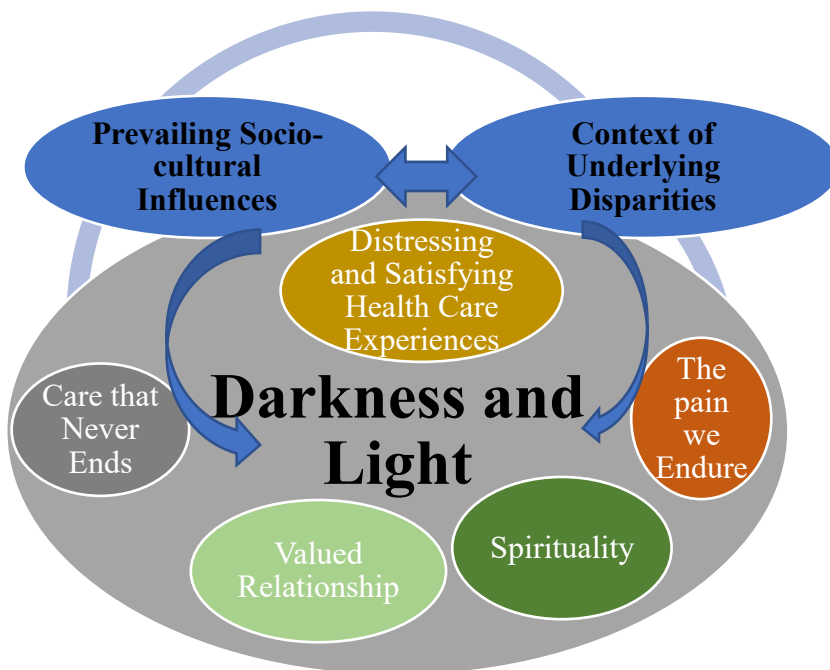 Prevailing Socio-
cultural
Influences
Context of
Underlying
Disparities
Distressing
and Satisfying
Health Care
Experiences
Care that
Never
Ends
Darkness and
Light
The
pain
we
Endure
Valued
Relationship
Spirituality